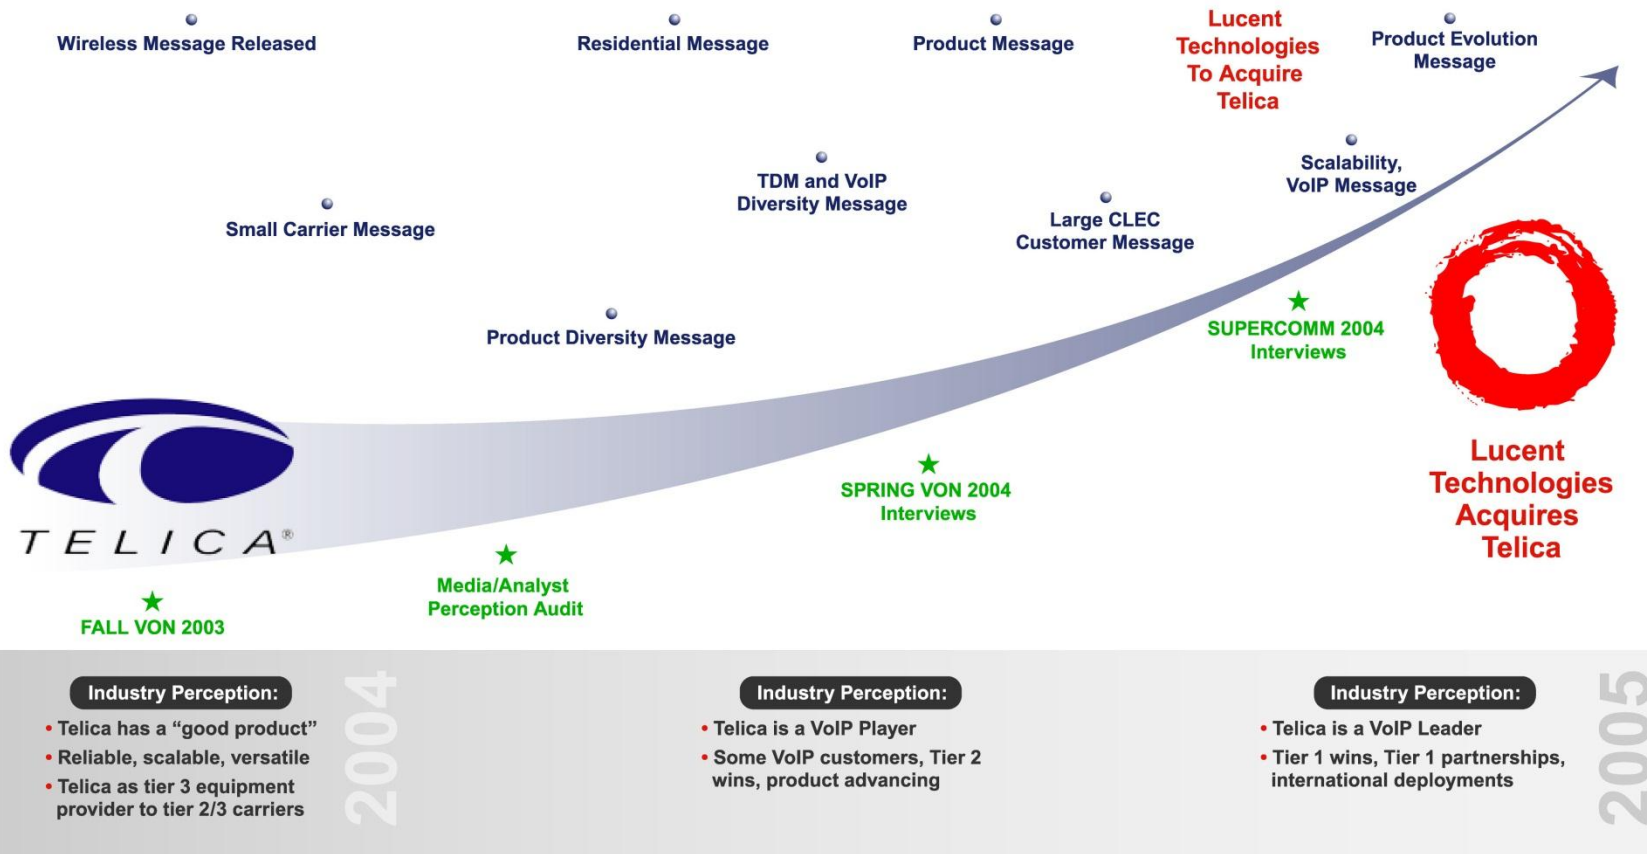 Wireless Message Released
Residential Message
Product Message
Lucent
Technologies
To Acquire
Telica
Product Evolution
Message
Small Carrier Message
TDM and VoIP
Diversity Message
Large CLEC
Customer Message
Scalability,
VoIP Message
Product Diversity Message
SUPERCOMM 2004
Interviews
TELICA®
SPRING VON 2004
Interviews
Lucent
Technologies
Acquires
Telica
Media/Analyst
Perception Audit
FALL VON 2003
Industry Perception:
• Telica has a “good product”
• Reliable, scalable, versatile
• Telica as tier 3 equipment
provider to tier 2/3 carriers
2004
Industry Perception:
• Telica is a VoIP Player
• Some VoIP customers, Tier 2
wins, product advancing
Industry Perception:
• Telica is a VoIP Leader
• Tier 1 wins, Tier 1 partnerships,
international deployments
2005